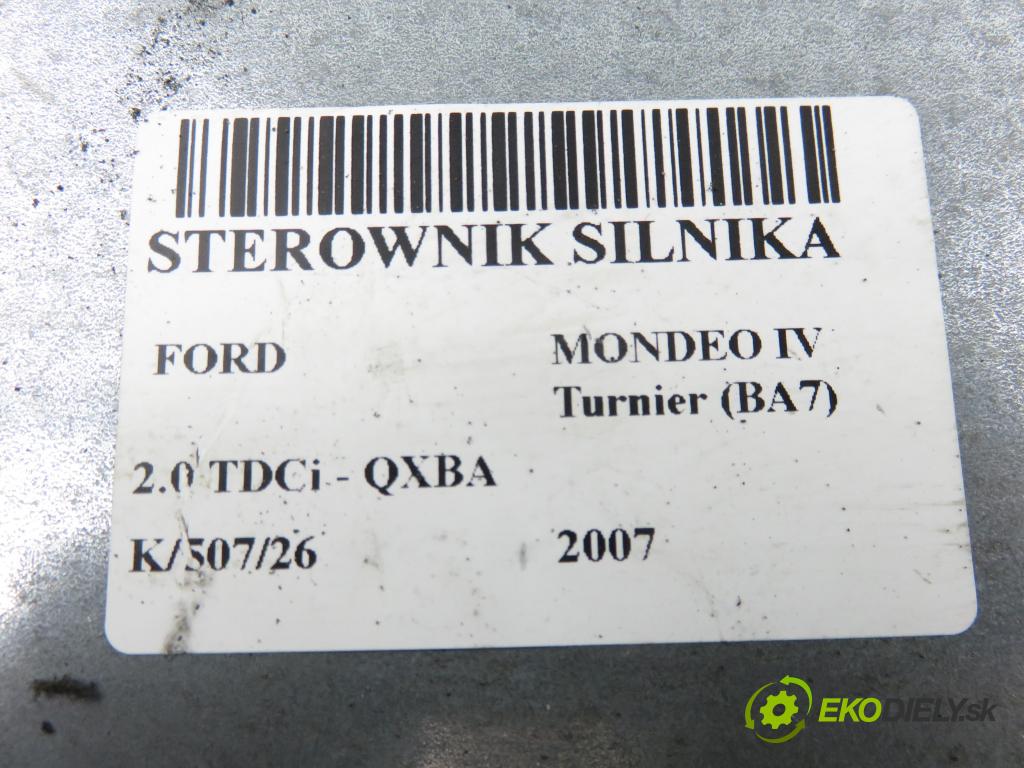 STEROWNIK SILNIKA
FORD
MONDEO IV
Turnier (BA7)
2.0 TDCi - QXBA
K/507/26
2007
EKODIELY.sk